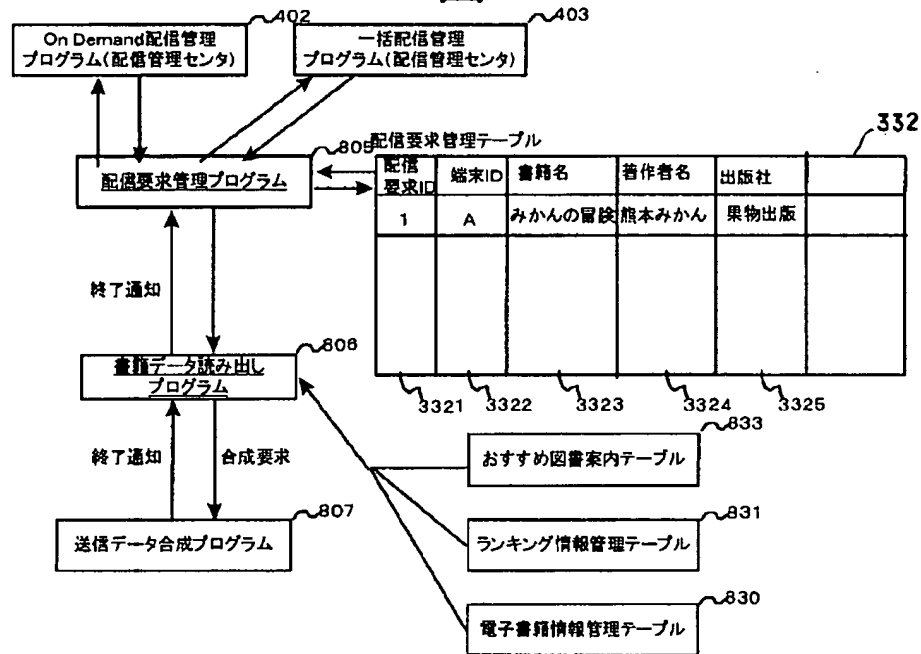 402
403
On Demand配信管理
プログラム(配信管理センタ)
一括配信管理
プログラム(配信管理センタ)
332
805
配信要求管理テーブル
配信要求管理プログラム
配信
要求ID
端末ID
書籍名
著作者名
出版社
1
A
みかんの冒険
熊本みかん
果物出版
終了通知
806
書籍データ読み出し
プログラム
3321
3322
3323
3324
3325
833
終了通知
合成要求
おすすめ図書案内テーブル
807
送信データ合成プログラム
831
ランキング情報管理テーブル
830
電子書籍情報管理テーブル